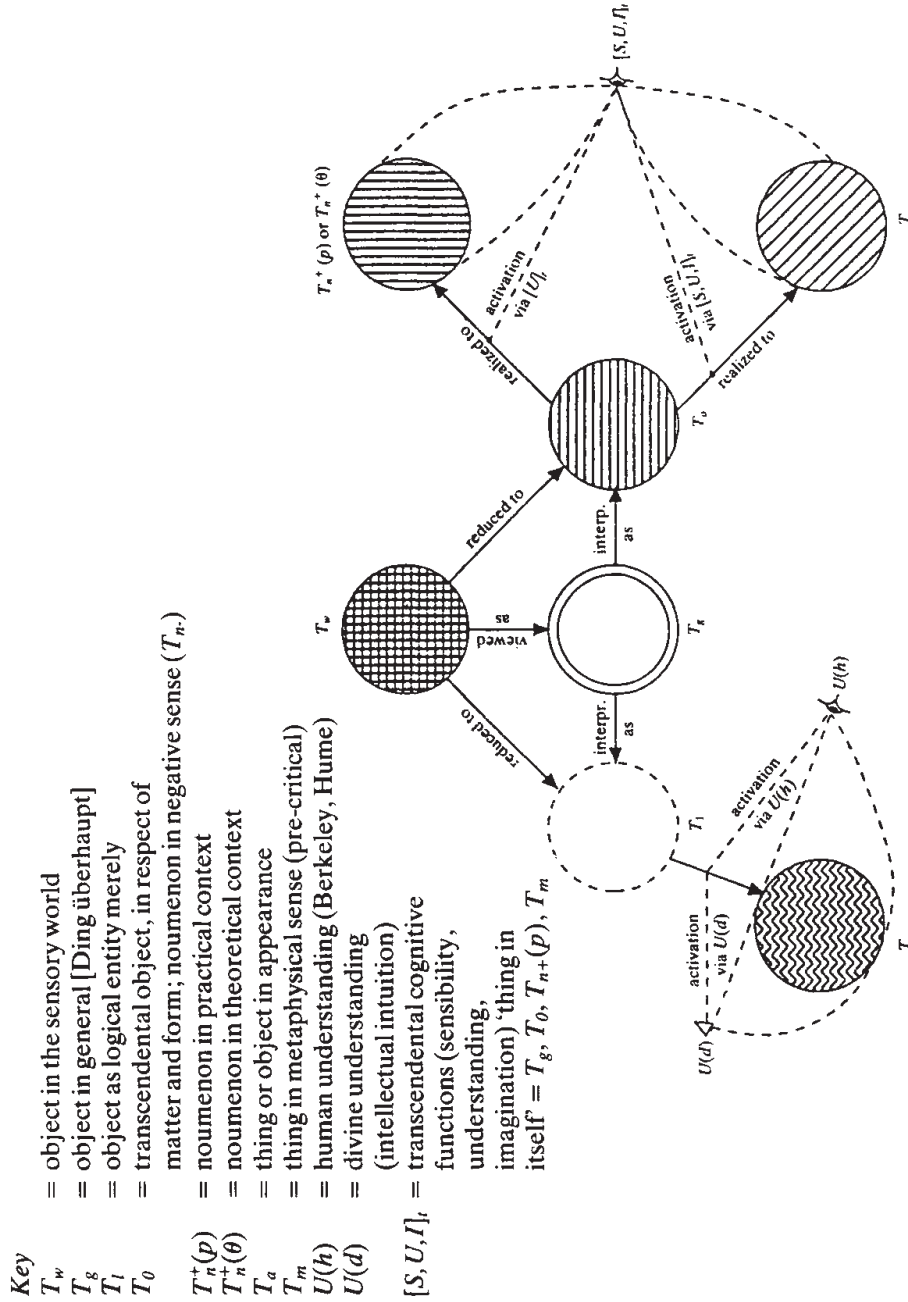 Key
T_w = object in the sensory world
T_g = object in general [Ding überhaupt]
T_l = object as logical entity merely
T_0 = transcendental object, in respect of
matter and form; noumenon in negative sense (T_n-)
T_n^+(p) = noumenon in practical context
T_n^+(θ) = noumenon in theoretical context
T_a = thing or object in appearance
T_m = thing in metaphysical sense (pre-critical)
U(h) = human understanding (Berkeley, Hume)
U(d) = divine understanding
(intellectual intuition)
[S,U,I]_t = transcendental cognitive
functions (sensibility,
understanding,
imagination) 'thing in
itself' = T_g, T_0, T_n+(p), T_m
T_w
reduced to
viewed
as
reduced to
T_n^+(p) or T_n^+(θ)
realized to
activation
via [U]_t
[S,U,I]_t
T_l
interpr.
as
T_g
interp.
as
T_o
activation
via [S,U,I]_t
realized to
T
U(d)
activation
via U(d)
activation
via U(h)
U(h)
T